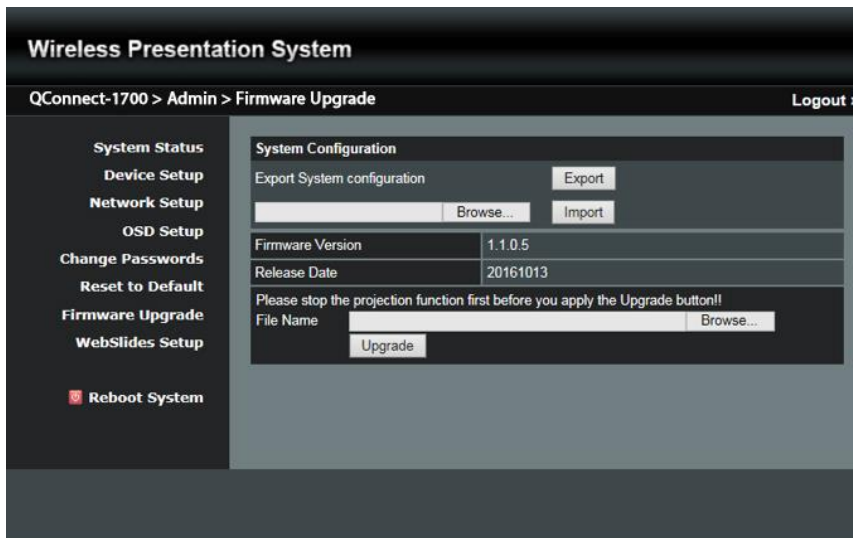 Wireless Presentation System
QConnect-1700 > Admin > Firmware Upgrade
Logout
System Status
Device Setup
Network Setup
OSD Setup
Change Passwords
Reset to Default
Firmware Upgrade
WebSlides Setup
Reboot System
System Configuration
Export System configuration Export
Browse... Import
Firmware Version 1.1.0.5
Release Date 20161013
Please stop the projection function first before you apply the Upgrade button!!
File Name Browse...
Upgrade